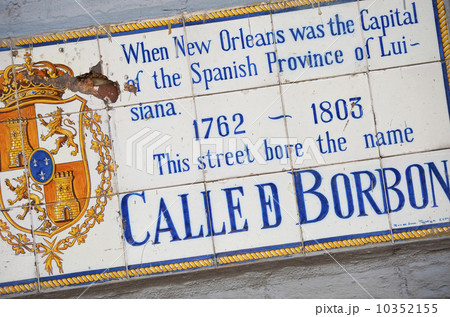 When New Orleans was the Capital
of the Spanish Province of Lui-
siana.
1762 ~ 1803
This street bore the name
CALLE D BORBON
10352155